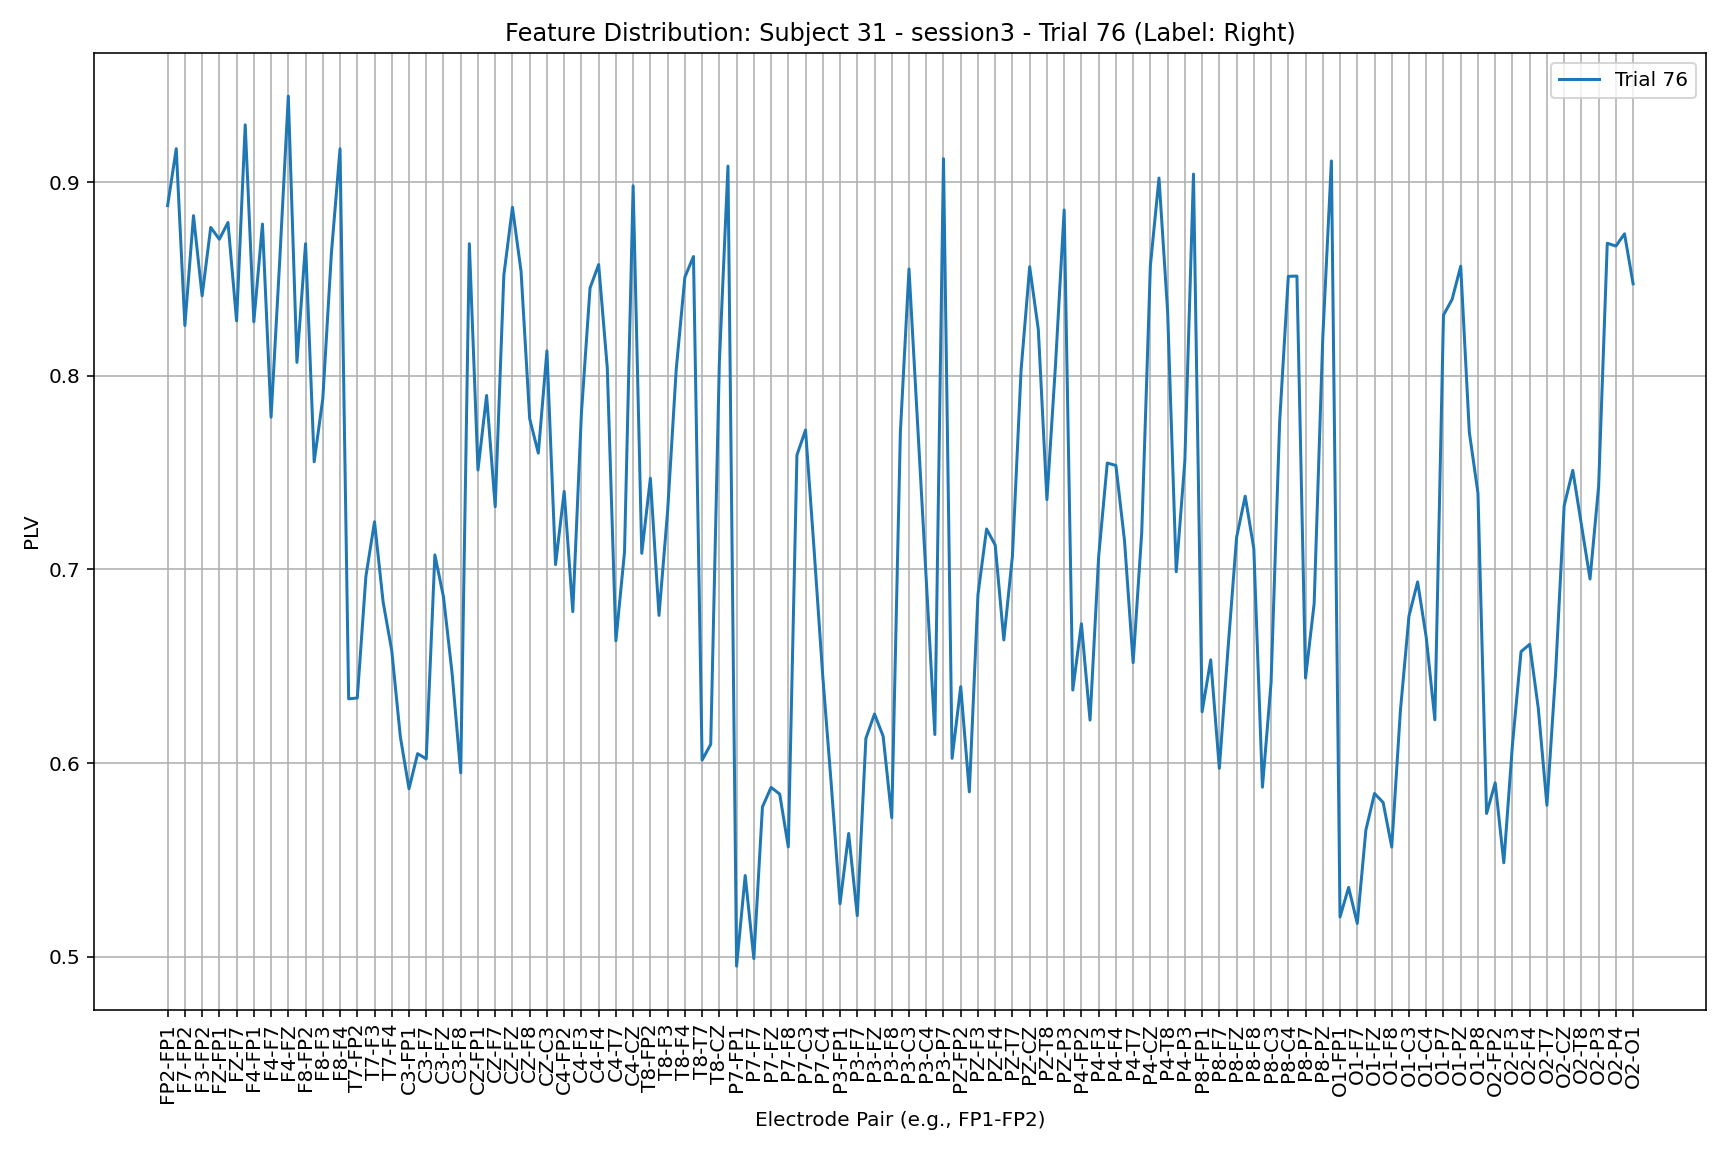 Feature Distribution: Subject 31 - session3 - Trial 76 (Label: Right)
Trial 76
PLV
0.9
0.8
0.7
0.6
0.5
FP2-FP1
F7-FP2
F3-FP2
FZ-FP1
FZ-F7
F4-FP1
F4-F7
F4-FZ
F8-FP2
F8-F3
F8-F4
T7-FP2
T7-F3
T7-F4
C3-FP1
C3-F7
C3-FZ
C3-F8
CZ-FP1
CZ-F7
CZ-FZ
CZ-F8
CZ-C3
C4-FP2
C4-F3
C4-F4
C4-T7
C4-CZ
T8-FP2
T8-F3
T8-F4
T8-T7
T8-CZ
P7-FP1
P7-F7
P7-FZ
P7-F8
P7-C3
P7-C4
P3-FP1
P3-F7
P3-FZ
P3-F8
P3-C3
P3-C4
P3-P7
PZ-FP2
PZ-F3
PZ-F4
PZ-T7
PZ-CZ
PZ-T8
PZ-P3
P4-FP2
P4-F3
P4-F4
P4-T7
P4-CZ
P4-T8
P4-P3
P8-FP1
P8-F7
P8-FZ
P8-F8
P8-C3
P8-C4
P8-P7
P8-PZ
O1-FP1
O1-F7
O1-FZ
O1-F8
O1-C3
O1-C4
O1-P7
O1-PZ
O1-P8
O2-FP2
O2-F3
O2-F4
O2-T7
O2-CZ
O2-T8
O2-P3
O2-P4
O2-O1
Electrode Pair (e.g., FP1-FP2)